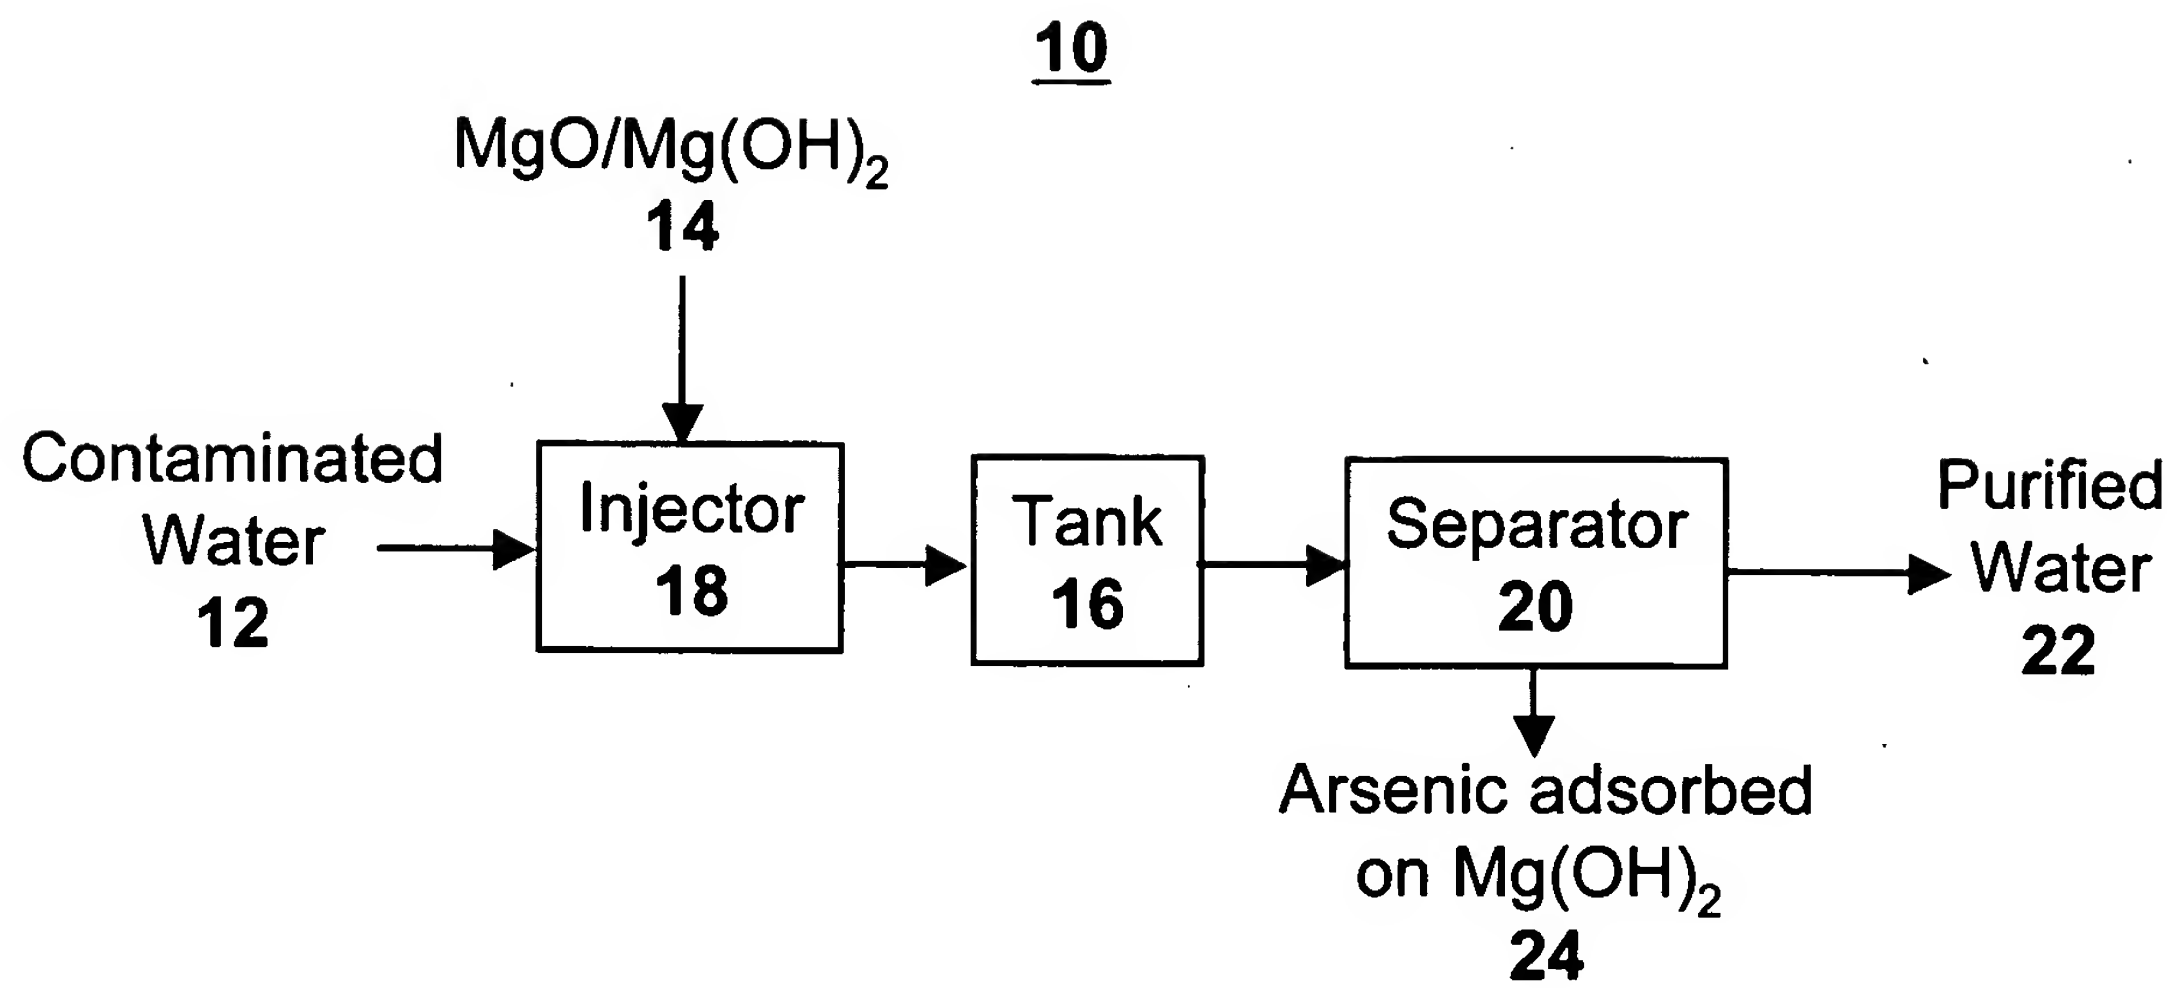 10
MgO/Mg(OH)₂
14
Contaminated
Water
12
Injector
18
Tank
16
Separator
20
Purified
Water
22
Arsenic adsorbed
on Mg(OH)₂
24